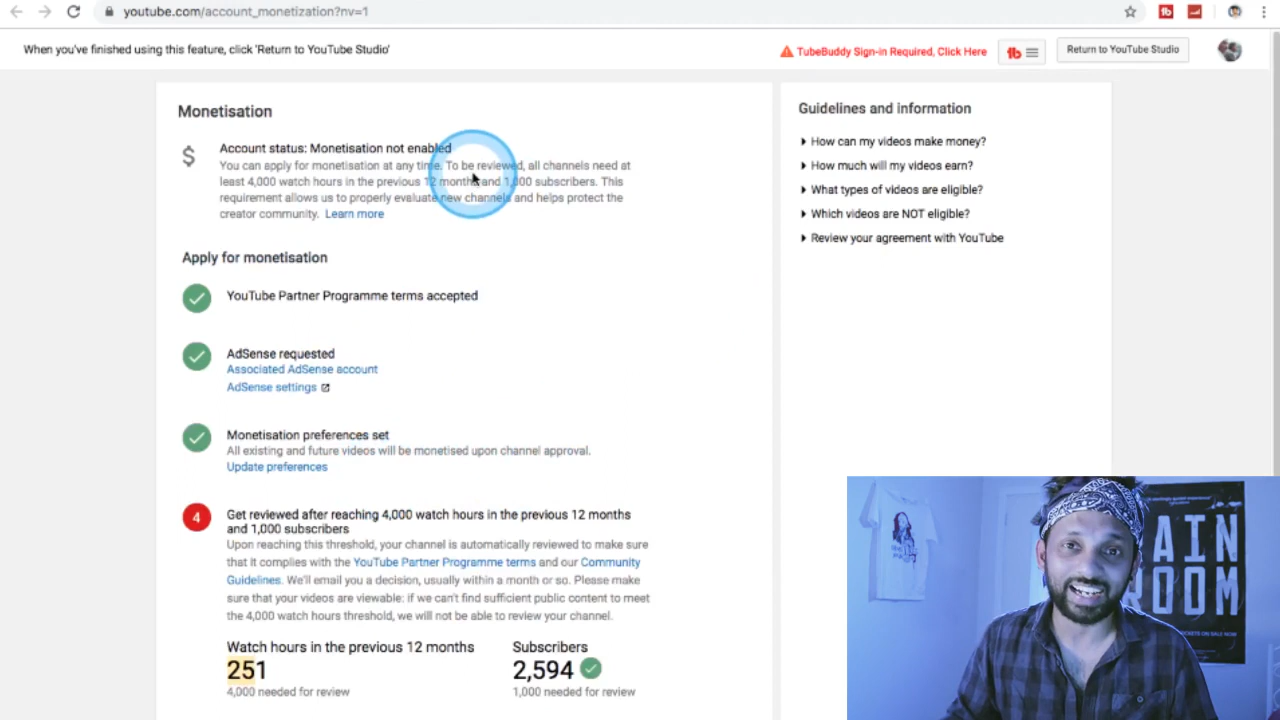 youtube.com/account_monetization?nv=1
When you've finished using this feature, click 'Return to YouTube Studio'
TubeBuddy Sign-in Required, Click Here
Return to YouTube Studio
Monetisation
Account status: Monetisation not enabled
You can apply for monetisation at any time. To be reviewed, all channels need at
least 4,000 watch hours in the previous 12 months and 1,000 subscribers. This
requirement allows us to properly evaluate new channels and helps protect the
creator community. Learn more
Apply for monetisation
YouTube Partner Programme terms accepted
AdSense requested
Associated AdSense account
AdSense settings
Monetisation preferences set
All existing and future videos will be monetised upon channel approval.
Update preferences
4
Get reviewed after reaching 4,000 watch hours in the previous 12 months
and 1,000 subscribers
Upon reaching this threshold, your channel is automatically reviewed to make sure
that it complies with the YouTube Partner Programme terms and our Community
Guidelines. We'll email you a decision, usually within a month or so. Please make
sure that your videos are viewable: if we can't find sufficient public content to meet
the 4,000 watch hours threshold, we will not be able to review your channel.
Watch hours in the previous 12 months
251
4,000 needed for review
Subscribers
2,594
1,000 needed for review
Guidelines and information
How can my videos make money?
How much will my videos earn?
What types of videos are eligible?
Which videos are NOT eligible?
Review your agreement with YouTube
AIN
ROOM
TICKETS ON SALE NOW